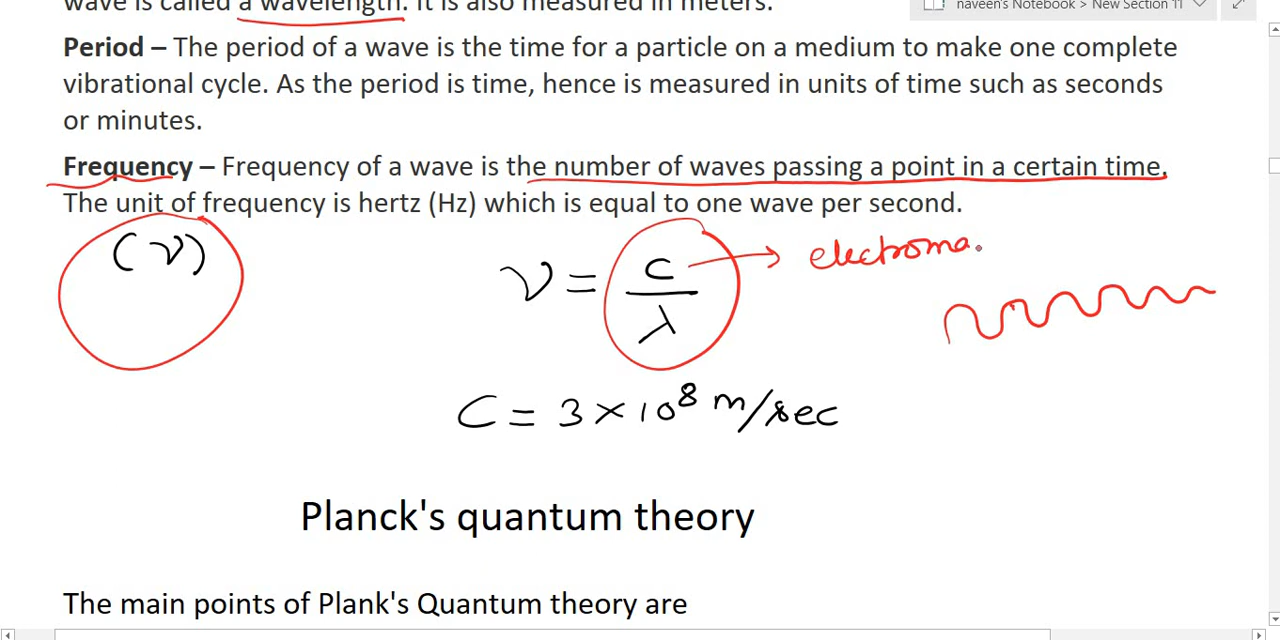 wave is called a wavelength. It is also measured in meters.
naveen's Notebook > New Section 11
Period – The period of a wave is the time for a particle on a medium to make one complete
vibrational cycle. As the period is time, hence is measured in units of time such as seconds
or minutes.
Frequency – Frequency of a wave is the number of waves passing a point in a certain time.
The unit of frequency is hertz (Hz) which is equal to one wave per second.
(ν)
ν = c/λ → electroma.
C = 3 × 10⁸ m/sec
Planck's quantum theory
The main points of Plank's Quantum theory are